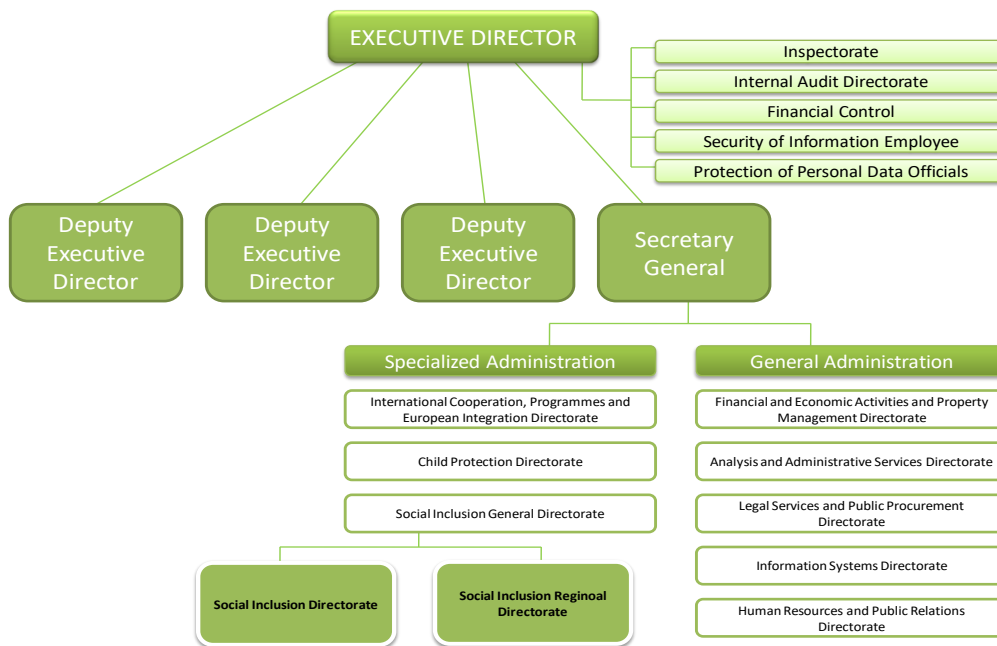 EXECUTIVE DIRECTOR
Inspectorate
Internal Audit Directorate
Financial Control
Security of Information Employee
Protection of Personal Data Officials
Deputy
Executive
Director
Deputy
Executive
Director
Deputy
Executive
Director
Secretary
General
Specialized Administration
International Cooperation, Programmes and
European Integration Directorate
Child Protection Directorate
Social Inclusion General Directorate
Social Inclusion Directorate
Social Inclusion Reginoal
Directorate
General Administration
Financial and Economic Activities and Property
Management Directorate
Analysis and Administrative Services Directorate
Legal Services and Public Procurement
Directorate
Information Systems Directorate
Human Resources and Public Relations
Directorate